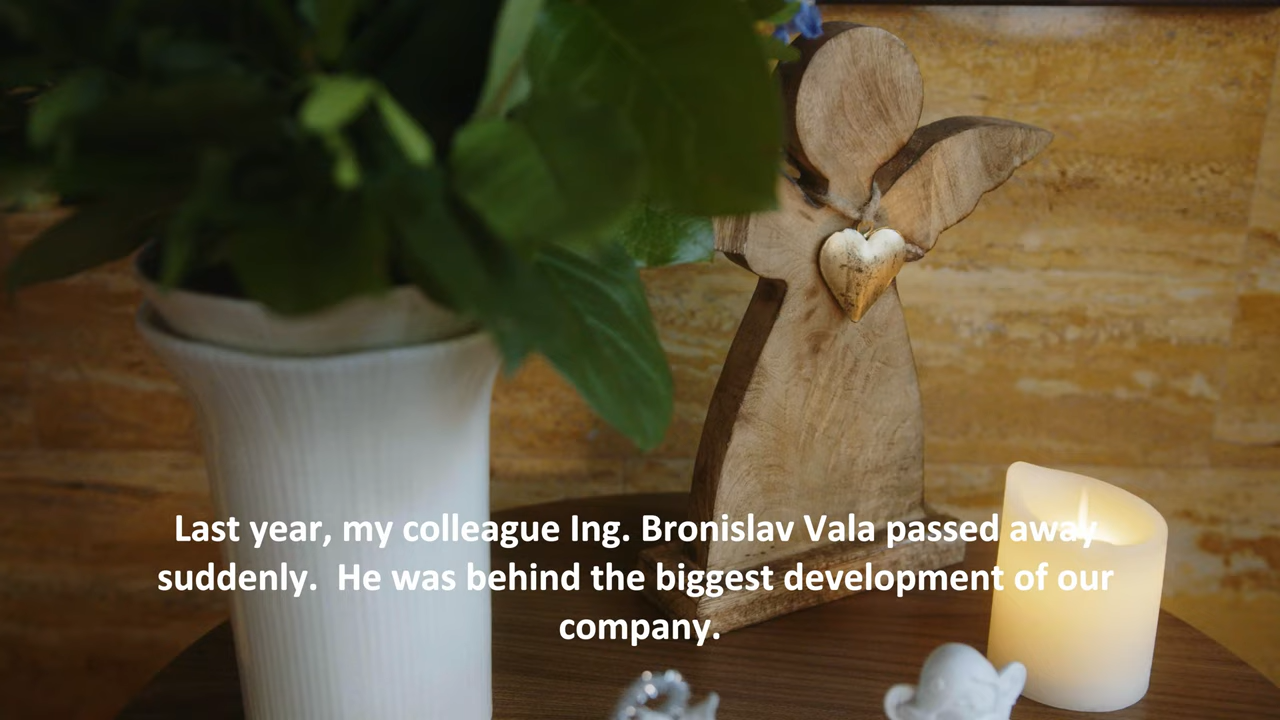 Last year, my colleague Ing. Bronislav Vala passed away
suddenly.  He was behind the biggest development of our
company.